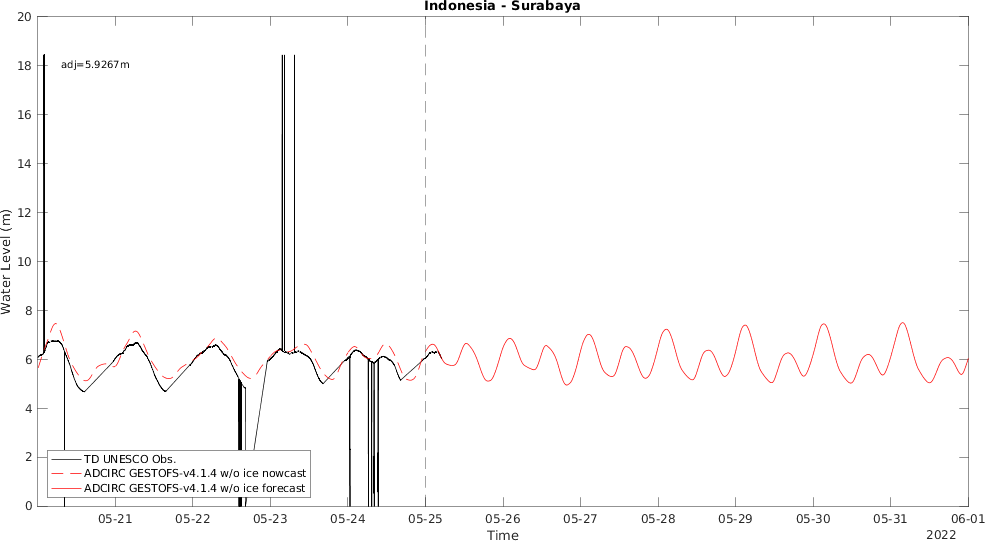 Indonesia - Surabaya
20
18
16
14
12
10
8
6
4
2
0
Water Level (m)
adj=5.9267m
TD UNESCO Obs.
ADCIRC GESTOFS-v4.1.4 w/o ice nowcast
ADCIRC GESTOFS-v4.1.4 w/o ice forecast
05-21 05-22 05-23 05-24 05-25 05-26 05-27 05-28 05-29 05-30 05-31 06-01
Time
2022